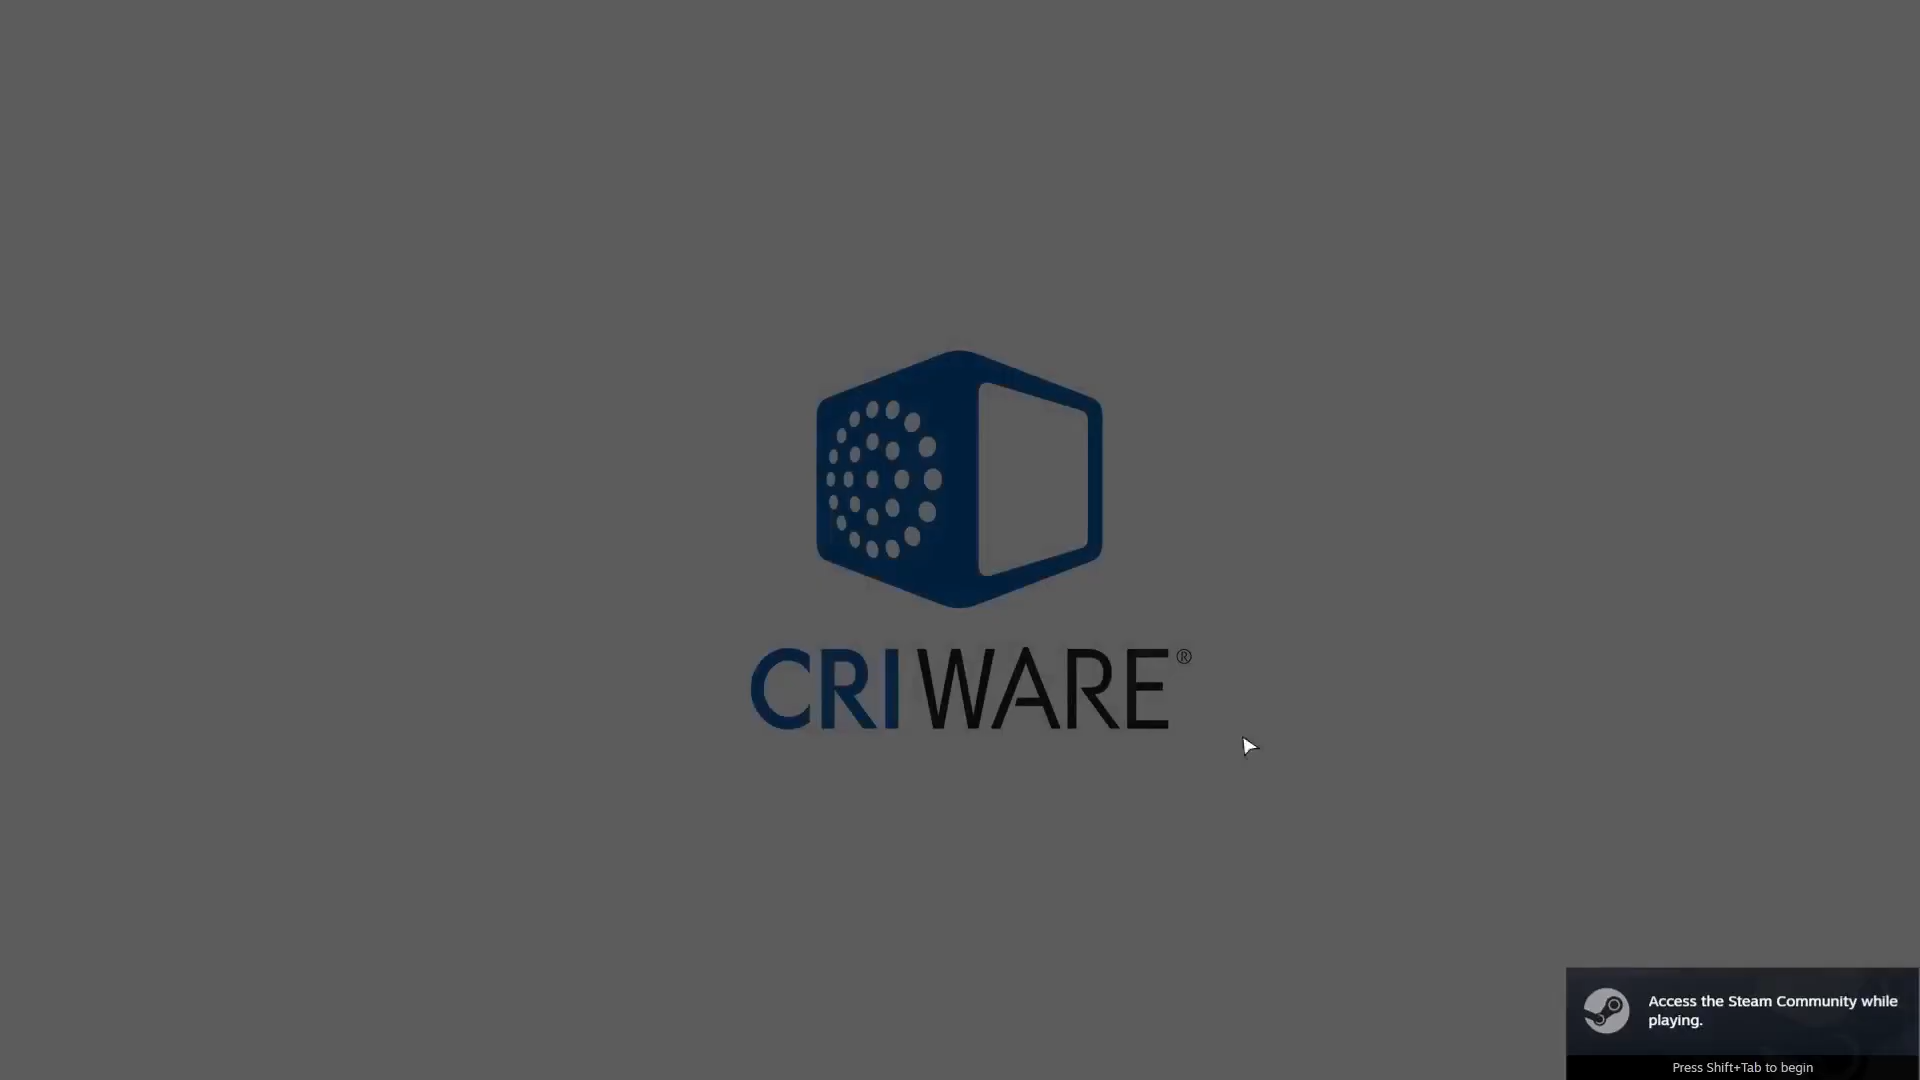 CRIWARE®
Access the Steam Community while
playing.
Press Shift+Tab to begin